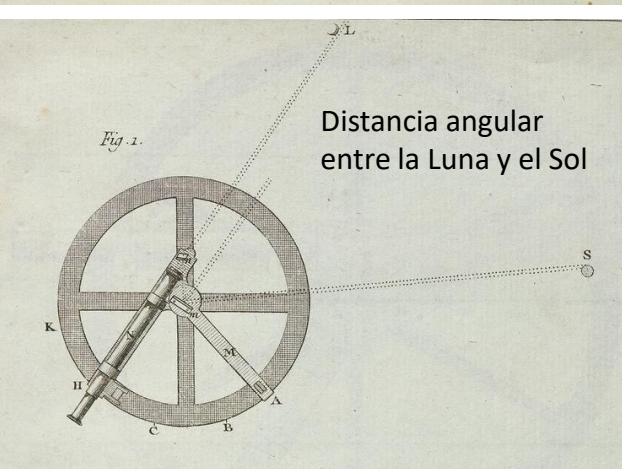 L
Distancia angular
entre la Luna y el Sol
Fig. 1.
S
n
m
K
N
M
H
A
C
B